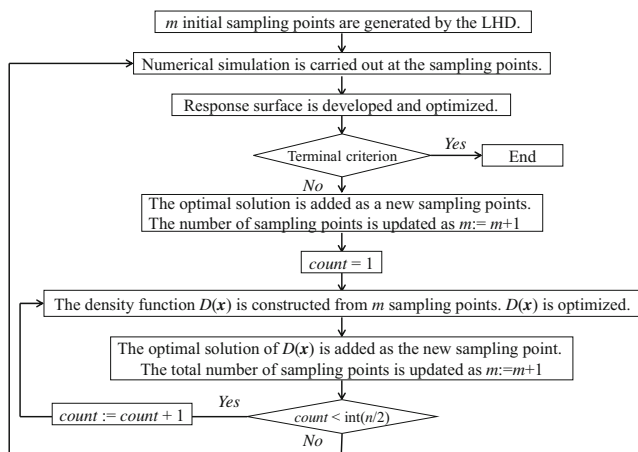 m initial sampling points are generated by the LHD.
Numerical simulation is carried out at the sampling points.
Response surface is developed and optimized.
Terminal criterion
Yes
End
No
The optimal solution is added as a new sampling points.
The number of sampling points is updated as m:= m+1
count = 1
The density function D(x) is constructed from m sampling points. D(x) is optimized.
The optimal solution of D(x) is added as the new sampling point.
The total number of sampling points is updated as m:=m+1
count < int(n/2)
Yes
count := count + 1
No